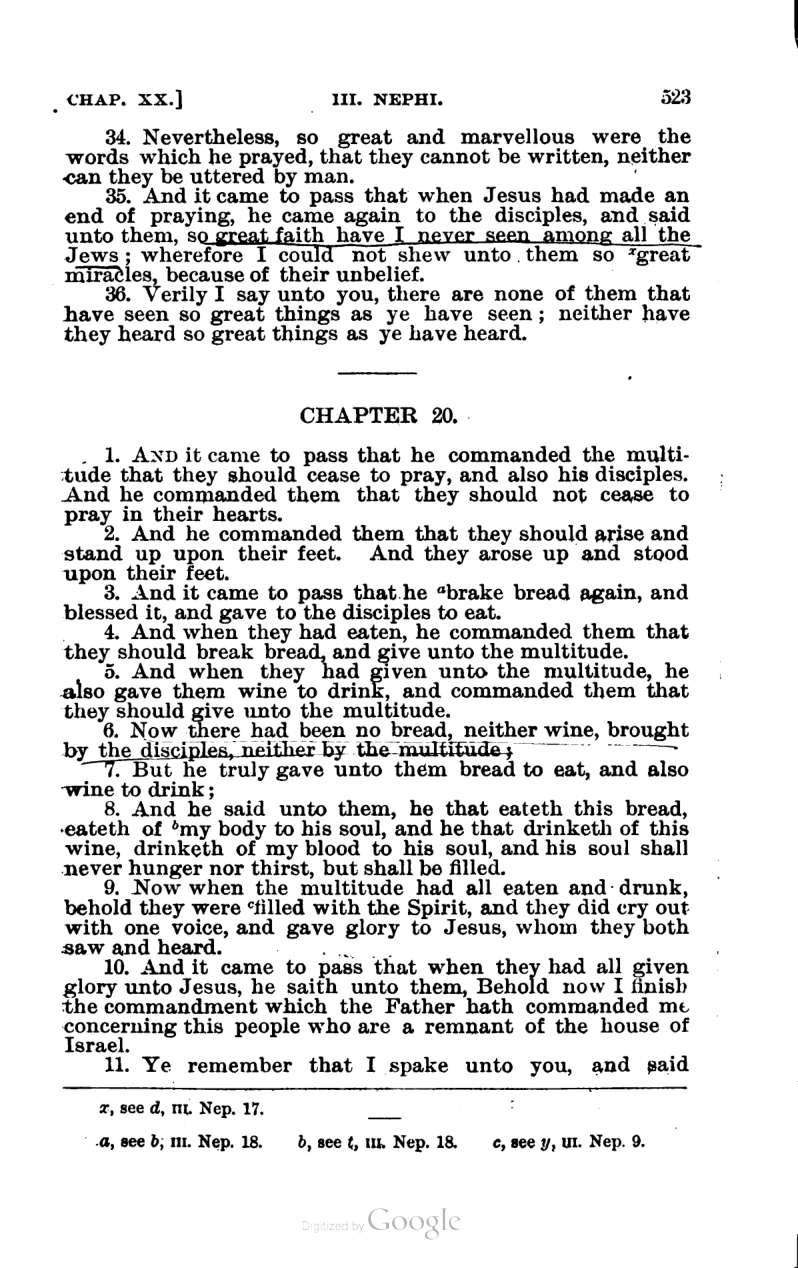 CHAP. XX.] III. NEPHI. 523
34. Nevertheless, so great and marvellous were the
words which he prayed, that they cannot be written, neither
can they be uttered by man.
35. And it came to pass that when Jesus had made an
end of praying, he came again to the disciples, and said
unto them, so great faith have I never seen among all the
Jews; wherefore I could not shew unto them so ˣgreat
miracles, because of their unbelief.
36. Verily I say unto you, there are none of them that
have seen so great things as ye have seen; neither have
they heard so great things as ye have heard.
CHAPTER 20.
1. AND it came to pass that he commanded the multi-
tude that they should cease to pray, and also his disciples.
And he commanded them that they should not cease to
pray in their hearts.
2. And he commanded them that they should arise and
stand up upon their feet. And they arose up and stood
upon their feet.
3. And it came to pass that he ᵃbrake bread again, and
blessed it, and gave to the disciples to eat.
4. And when they had eaten, he commanded them that
they should break bread, and give unto the multitude.
5. And when they had given unto the multitude, he
also gave them wine to drink, and commanded them that
they should give unto the multitude.
6. Now there had been no bread, neither wine, brought
by the disciples, neither by the multitude;
7. But he truly gave unto them bread to eat, and also
wine to drink;
8. And he said unto them, he that eateth this bread,
eateth of ᵇmy body to his soul, and he that drinketh of this
wine, drinketh of my blood to his soul, and his soul shall
never hunger nor thirst, but shall be filled.
9. Now when the multitude had all eaten and drunk,
behold they were ᶜfilled with the Spirit, and they did cry out
with one voice, and gave glory to Jesus, whom they both
saw and heard.
10. And it came to pass that when they had all given
glory unto Jesus, he saith unto them, Behold now I finish
the commandment which the Father hath commanded me
concerning this people who are a remnant of the house of
Israel.
11. Ye remember that I spake unto you, and said
x, see d, III. Nep. 17.
a, see b, III. Nep. 18. b, see t, III. Nep. 18. c, see y, III. Nep. 9.
Digitized by Google